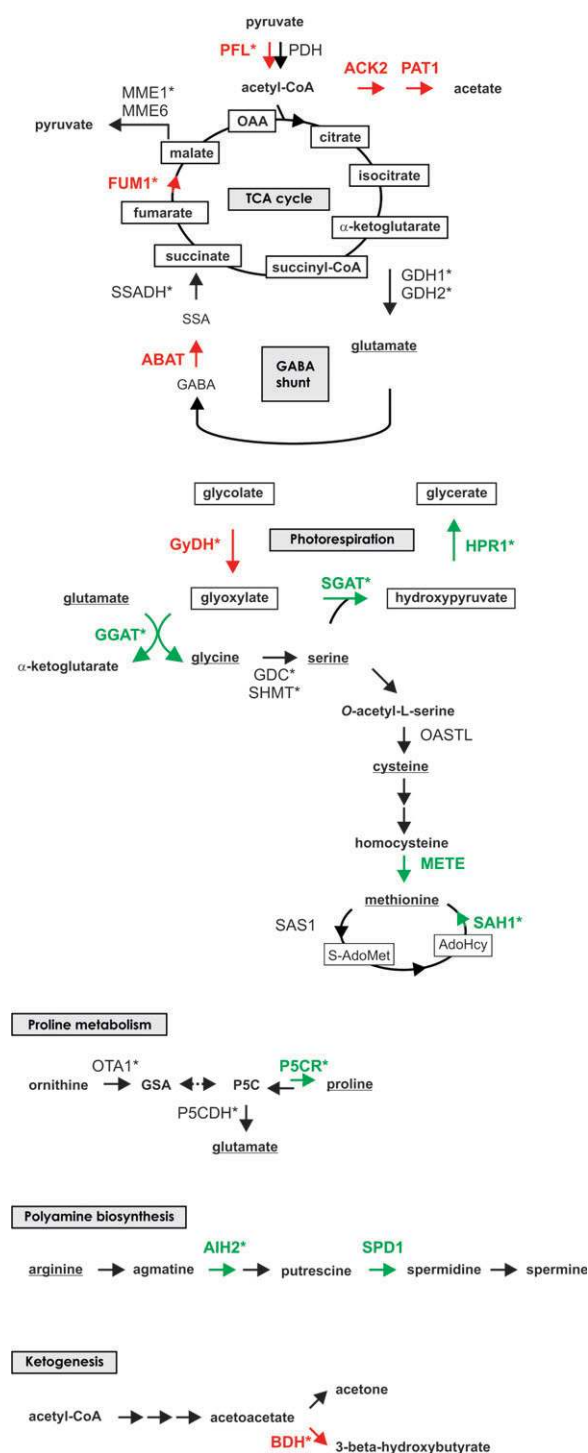 pyruvate
PFL* PDH
acetyl-CoA
ACK2 PAT1
acetate
MME1*
MME6
pyruvate
OAA
citrate
malate
isocitrate
FUM1*
TCA cycle
fumarate
α-ketoglutarate
succinate
succinyl-CoA
SSADH*
GDH1*
GDH2*
SSA
glutamate
ABAT
GABA
shunt
GABA
glycolate
glycerate
GyDH*
Photorespiration
HPR1*
SGAT*
glutamate
glyoxylate
hydroxypyruvate
GGAT*
α-ketoglutarate
glycine
serine
GDC*
SHMT*
O-acetyl-L-serine
OASTL
cysteine
homocysteine
METE
methionine
SAS1
SAH1*
S-AdoMet
AdoHcy
Proline metabolism
OTA1*
P5CR*
ornithine GSA P5C proline
P5CDH*
glutamate
Polyamine biosynthesis
AIH2* SPD1
arginine agmatine putrescine spermidine spermine
Ketogenesis
acetone
acetyl-CoA acetoacetate
BDH*
3-beta-hydroxybutyrate